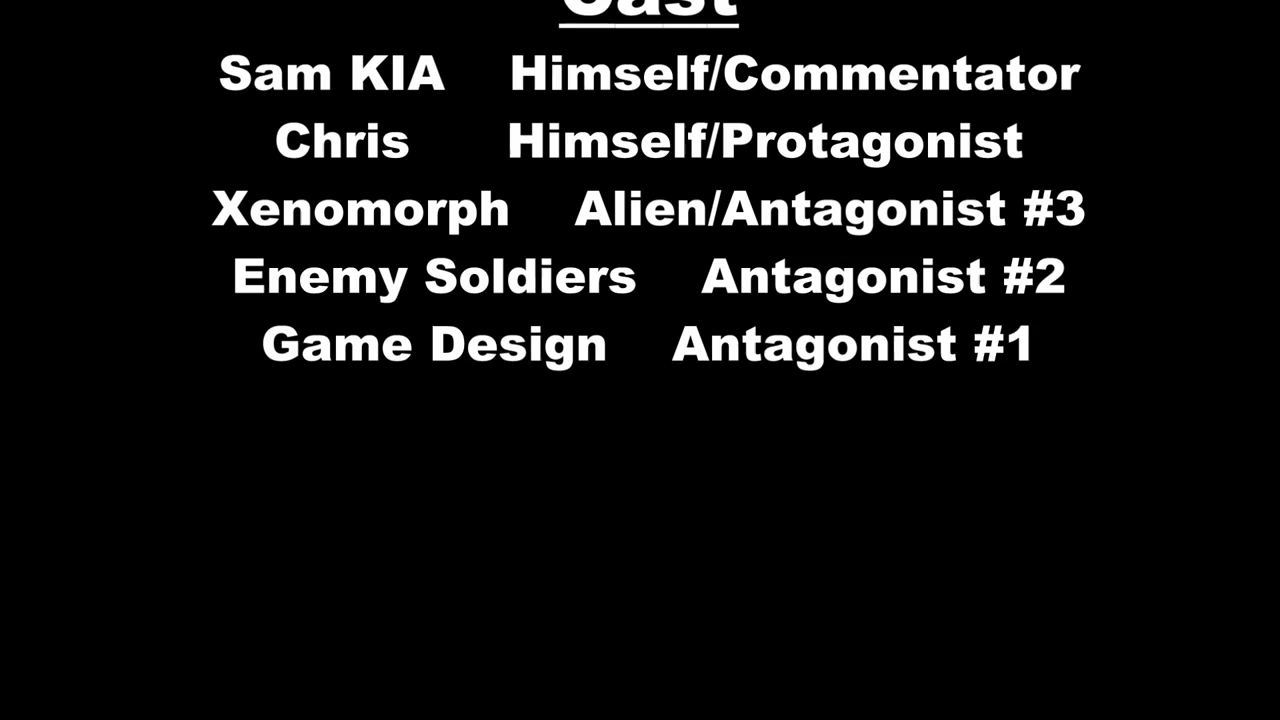 Cast
Sam KIA Himself/Commentator
Chris Himself/Protagonist
Xenomorph Alien/Antagonist #3
Enemy Soldiers Antagonist #2
Game Design Antagonist #1